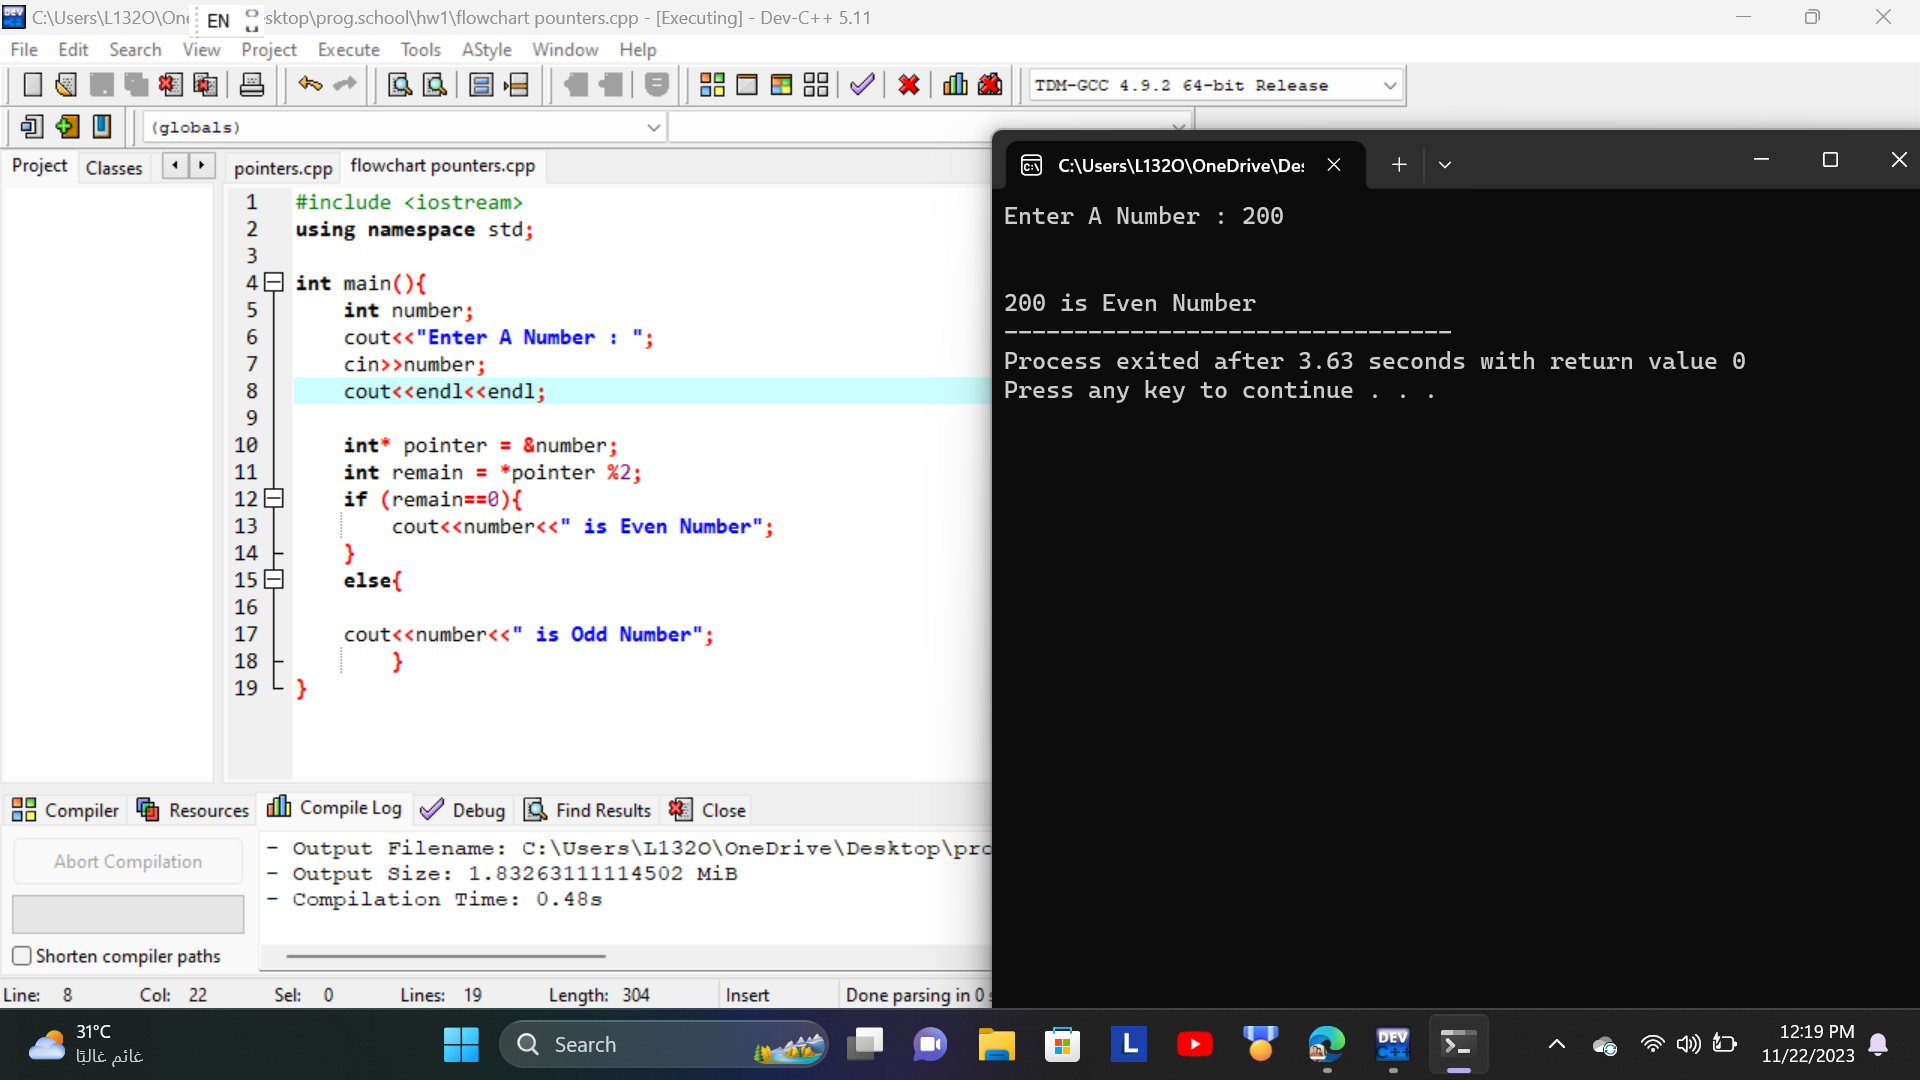 C:\Users\L132O\One
EN
sktop\prog.school\hw1\flowchart pounters.cpp - [Executing] - Dev-C++ 5.11
File Edit Search View Project Execute Tools AStyle Window Help
TDM-GCC 4.9.2 64-bit Release
(globals)
Project Classes
pointers.cpp flowchart pounters.cpp
1 #include <iostream>
2 using namespace std;
3
4 int main(){
5 int number;
6 cout<<"Enter A Number : ";
7 cin>>number;
8 cout<<endl<<endl;
9
10 int* pointer = &number;
11 int remain = *pointer %2;
12 if (remain==0){
13 cout<<number<<" is Even Number";
14 }
15 else{
16
17 cout<<number<<" is Odd Number";
18 }
19 }
C:\Users\L132O\OneDrive\Des
Enter A Number : 200
200 is Even Number
--------------------------------
Process exited after 3.63 seconds with return value 0
Press any key to continue . . .
Compiler Resources Compile Log Debug Find Results Close
Abort Compilation
Shorten compiler paths
- Output Filename: C:\Users\L132O\OneDrive\Desktop\pro
- Output Size: 1.83263111114502 MiB
- Compilation Time: 0.48s
Line: 8 Col: 22 Sel: 0 Lines: 19 Length: 304 Insert Done parsing in 0
31°C
غائم غالبًا
Search
L
DEV
C++
12:19 PM
11/22/2023